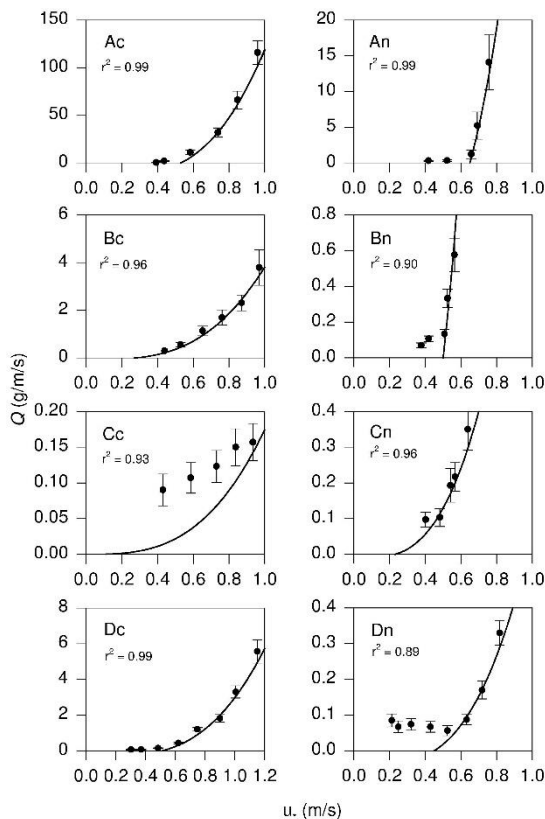 Ac
r² = 0.99
150
100
50
0
0.0 0.2 0.4 0.6 0.8 1.0
An
r² = 0.99
20
15
10
5
0
0.0 0.2 0.4 0.6 0.8 1.0
Bc
r² – 0.96
6
4
2
0
0.0 0.2 0.4 0.6 0.8 1.0
Bn
r² = 0.90
0.8
0.6
0.4
0.2
0.0
0.0 0.2 0.4 0.6 0.8 1.0
Q (g/m/s)
Cc
r² = 0.93
0.20
0.15
0.10
0.05
0.00
0.0 0.2 0.4 0.6 0.8 1.0
Cn
r² = 0.96
0.4
0.3
0.2
0.1
0.0
0.0 0.2 0.4 0.6 0.8 1.0
Dc
r² = 0.99
8
6
4
2
0
0.0 0.2 0.4 0.6 0.8 1.0 1.2
Dn
r² = 0.89
0.4
0.3
0.2
0.1
0.0
0.0 0.2 0.4 0.6 0.8 1.0
u* (m/s)